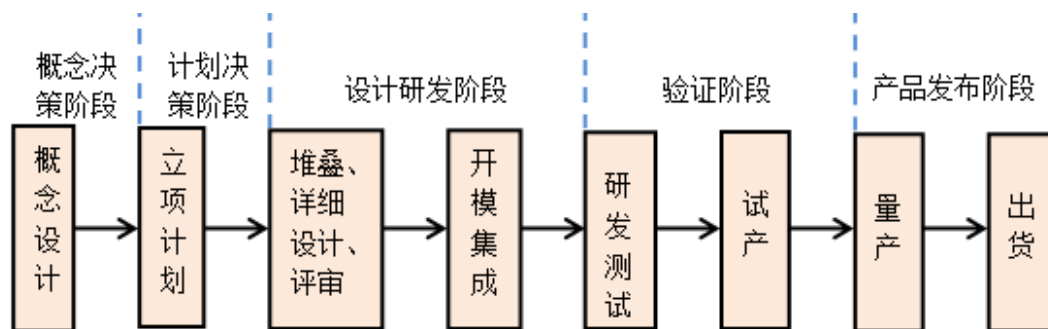 概念决
策阶段
计划决
策阶段
设计研发阶段
验证阶段
产品发布阶段
概念设计
立项计划
堆叠、
详细
设计、
评审
开模集成
研发测试
试产
量产
出货